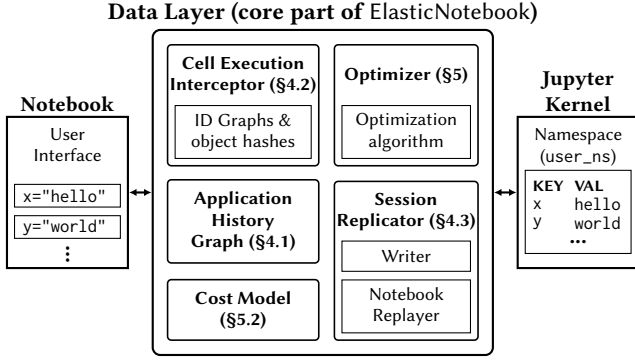 Data Layer (core part of ElasticNotebook)
Notebook
User
Interface
x="hello"
y="world"
⋮
Cell Execution
Interceptor (§4.2)
ID Graphs &
object hashes
Application
History
Graph (§4.1)
Cost Model
(§5.2)
Optimizer (§5)
Optimization
algorithm
Session
Replicator (§4.3)
Writer
Notebook
Replayer
Jupyter
Kernel
Namespace
(user_ns)
KEY VAL
x hello
y world
...